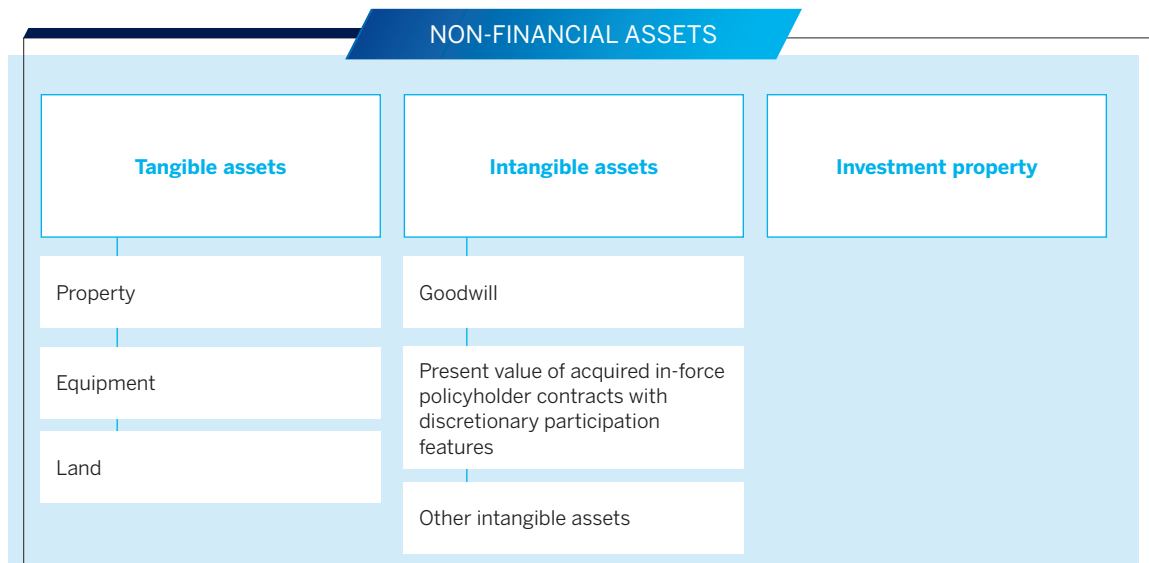 NON-FINANCIAL ASSETS
Tangible assets
Property
Equipment
Land
Intangible assets
Goodwill
Present value of acquired in-force
policyholder contracts with
discretionary participation
features
Other intangible assets
Investment property